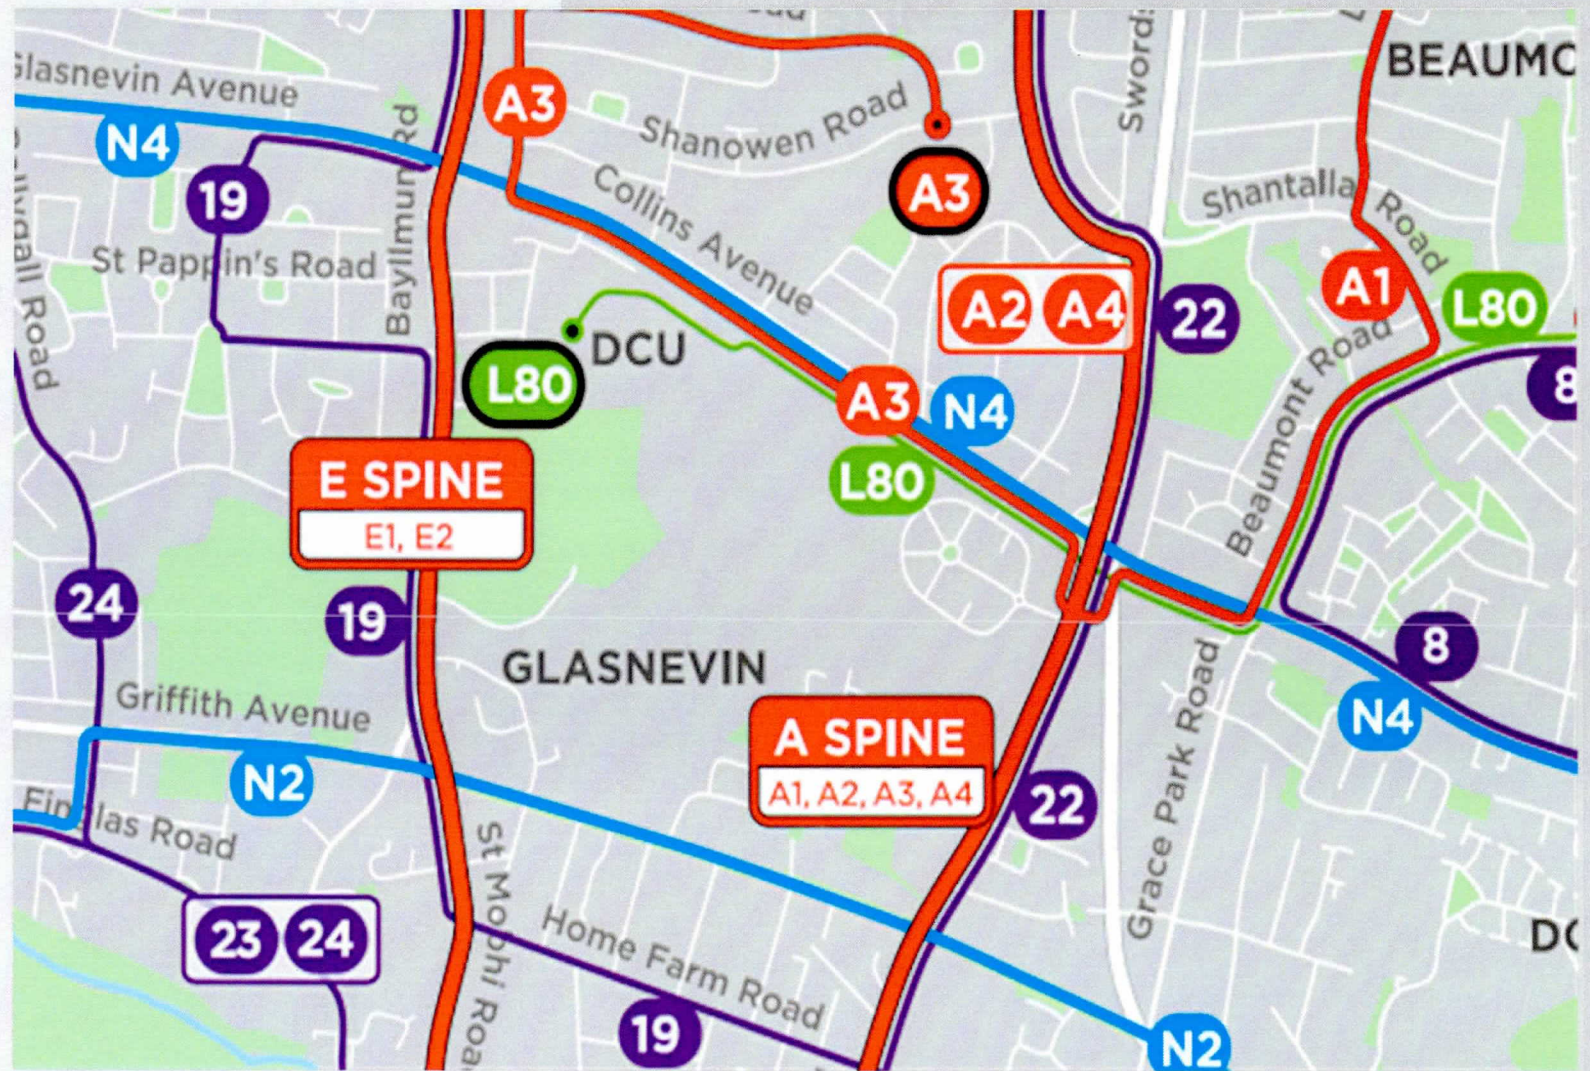 Glasnevin Avenue
N4
19
St Pappin's Road
Bayllmun Rd
A3
Shanowen Road
A3
Collins Avenue
Swords
BEAUMO
Shantalla Road
A1
L80
8
A2 A4
22
DCU
L80
A3
N4
L80
Beaumont Road
E SPINE
E1, E2
24
19
GLASNEVIN
Griffith Avenue
N2
A SPINE
A1, A2, A3, A4
22
8
N4
Grace Park Road
Finglas Road
23 24
St Mobhi Road
Home Farm Road
19
N2